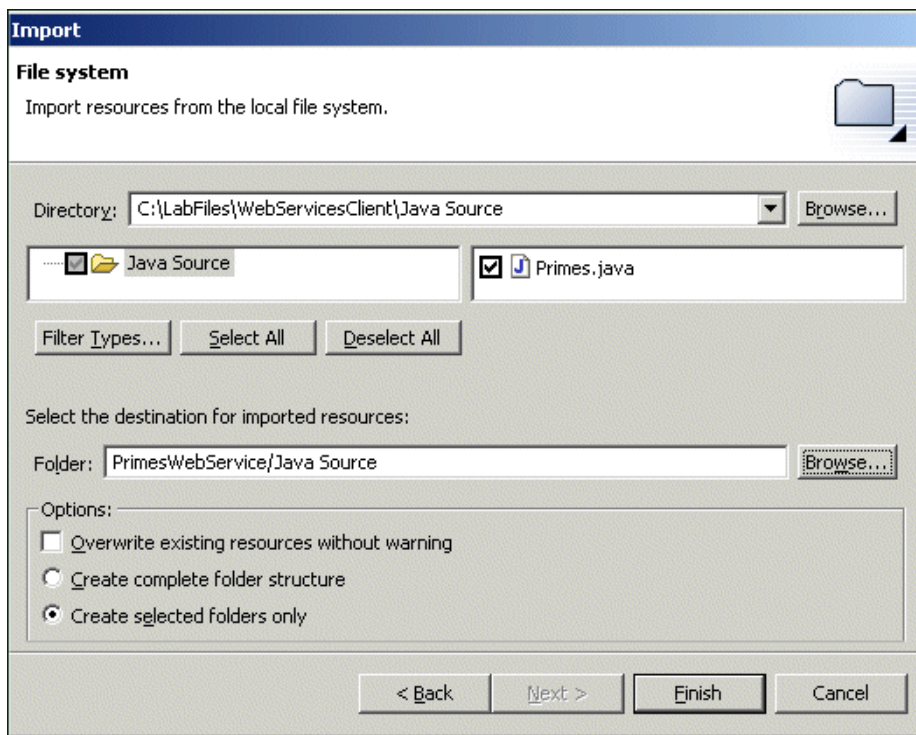 Import
File system
Import resources from the local file system.
Directory: C:\LabFiles\WebServicesClient\Java Source Browse...
Java Source Primes.java
Filter Types... Select All Deselect All
Select the destination for imported resources:
Folder: PrimesWebService/Java Source Browse...
Options:
Overwrite existing resources without warning
Create complete folder structure
Create selected folders only
< Back Next > Finish Cancel